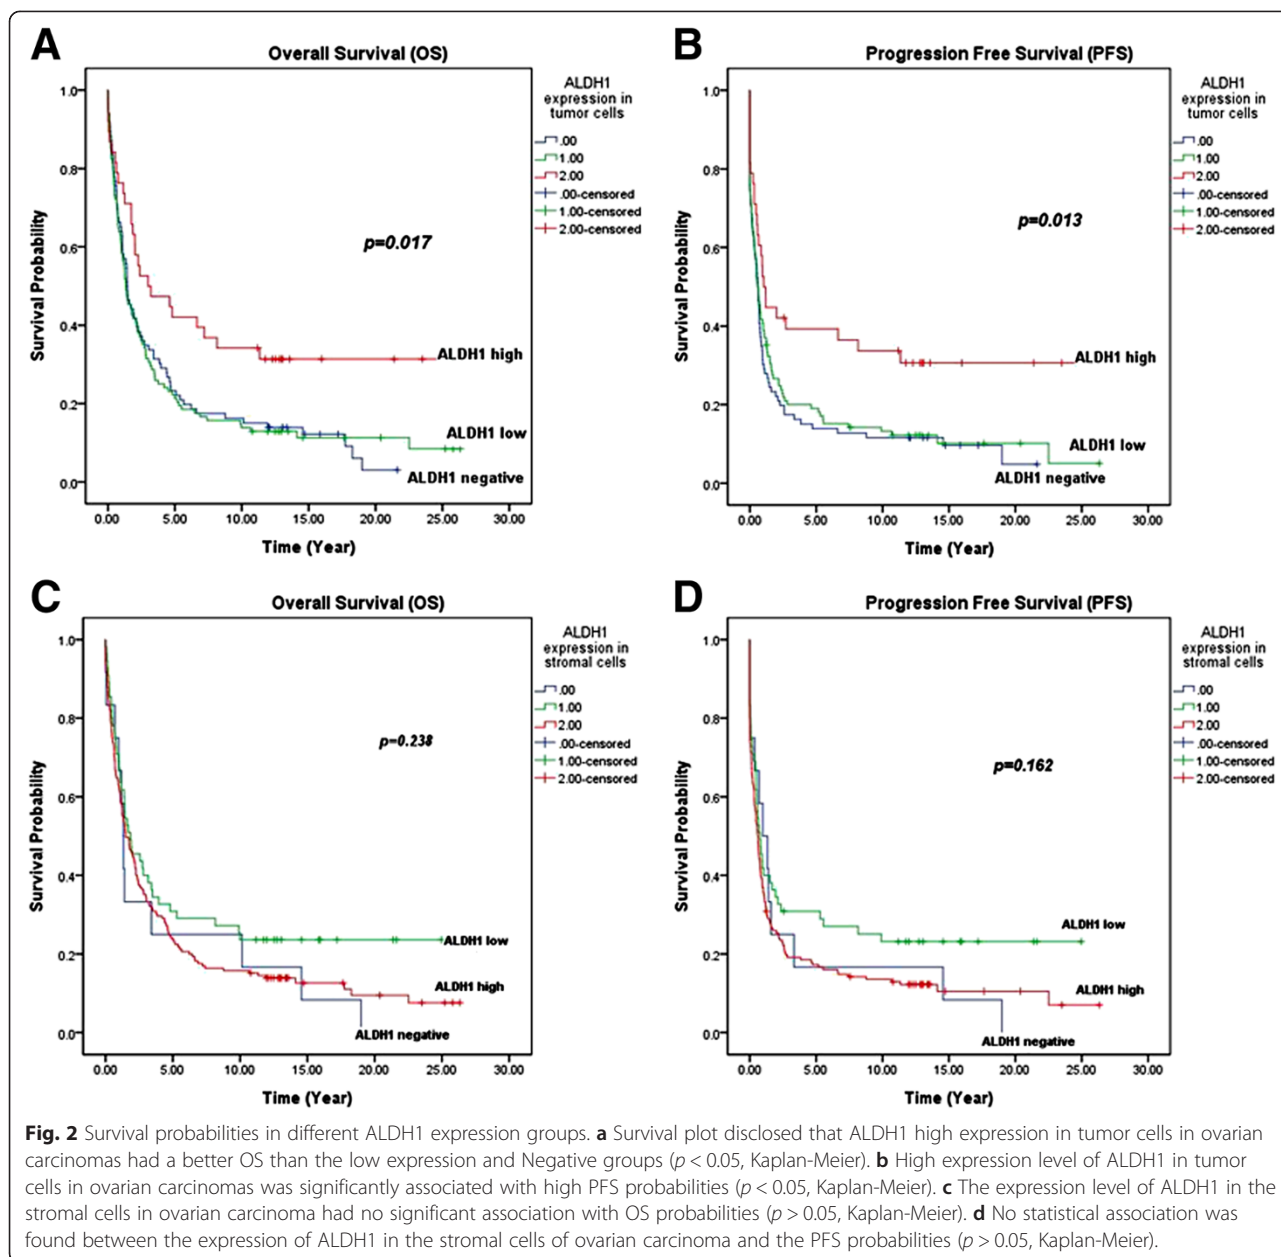 A
Overall Survival (OS)
Survival Probability
1.0
0.8
0.6
0.4
0.2
0.0
0.00 5.00 10.00 15.00 20.00 25.00 30.00
Time (Year)
p=0.017
ALDH1 high
ALDH1 low
ALDH1 negative
ALDH1
expression in
tumor cells
.00
1.00
2.00
.00-censored
1.00-censored
2.00-censored
B
Progression Free Survival (PFS)
Survival Probability
1.0
0.8
0.6
0.4
0.2
0.0
0.00 5.00 10.00 15.00 20.00 25.00 30.00
Time (Year)
p=0.013
ALDH1 high
ALDH1 low
ALDH1 negative
ALDH1
expression in
tumor cells
.00
1.00
2.00
.00-censored
1.00-censored
2.00-censored
C
Overall Survival (OS)
Survival Probability
1.0
0.8
0.6
0.4
0.2
0.0
0.00 5.00 10.00 15.00 20.00 25.00 30.00
Time (Year)
p=0.238
ALDH1 low
ALDH1 high
ALDH1 negative
ALDH1
expression in
stromal cells
.00
1.00
2.00
.00-censored
1.00-censored
2.00-censored
D
Progression Free Survival (PFS)
Survival Probability
1.0
0.8
0.6
0.4
0.2
0.0
0.00 5.00 10.00 15.00 20.00 25.00 30.00
Time (Year)
p=0.162
ALDH1 low
ALDH1 high
ALDH1 negative
ALDH1
expression in
stromal cells
.00
1.00
2.00
.00-censored
1.00-censored
2.00-censored
Fig. 2 Survival probabilities in different ALDH1 expression groups. a Survival plot disclosed that ALDH1 high expression in tumor cells in ovarian
carcinomas had a better OS than the low expression and Negative groups (p < 0.05, Kaplan-Meier). b High expression level of ALDH1 in tumor
cells in ovarian carcinomas was significantly associated with high PFS probabilities (p < 0.05, Kaplan-Meier). c The expression level of ALDH1 in the
stromal cells in ovarian carcinoma had no significant association with OS probabilities (p > 0.05, Kaplan-Meier). d No statistical association was
found between the expression of ALDH1 in the stromal cells of ovarian carcinoma and the PFS probabilities (p > 0.05, Kaplan-Meier).